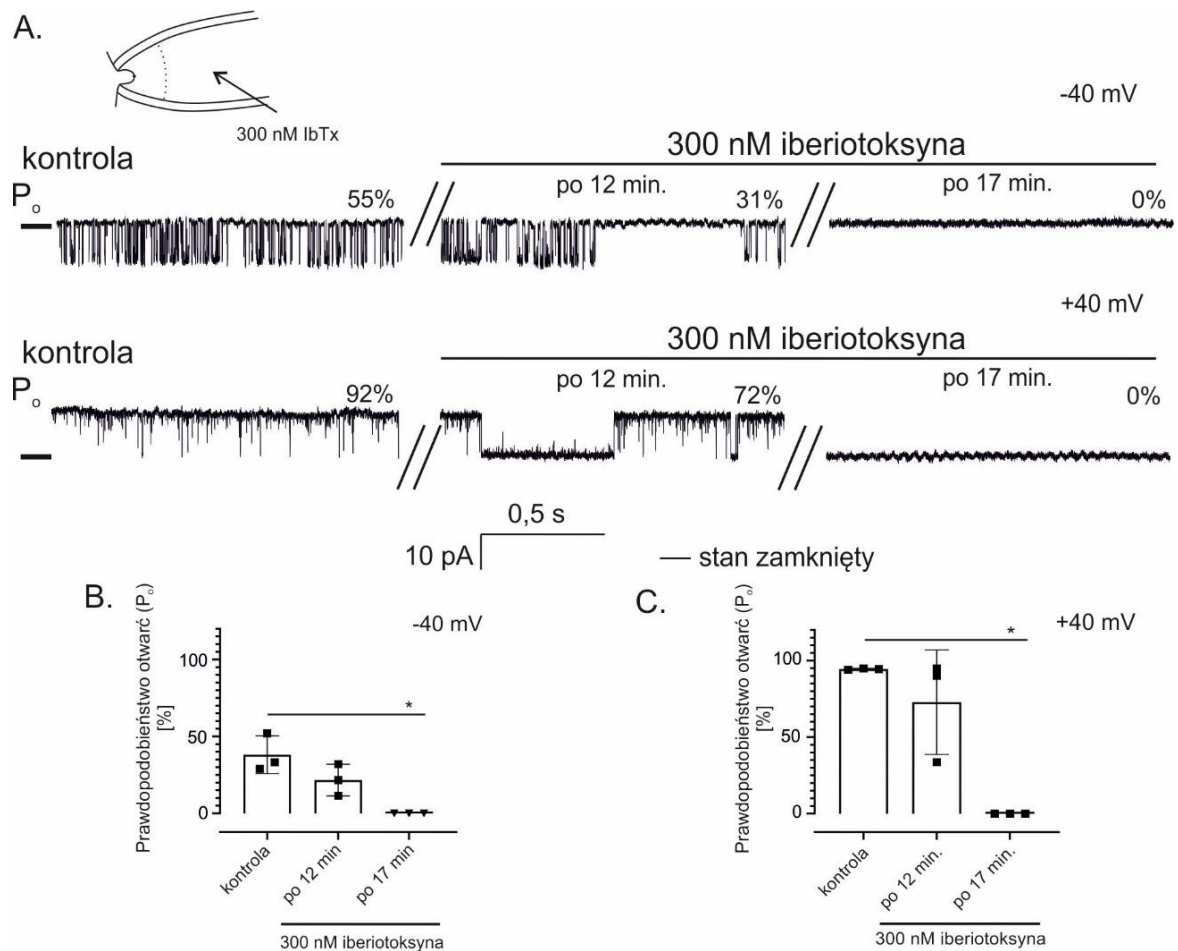 A.
300 nM IbTx
-40 mV
kontrola
300 nM iberiotoksyna
Po
55%
po 12 min.
31%
po 17 min.
0%
+40 mV
kontrola
300 nM iberiotoksyna
Po
92%
po 12 min.
72%
po 17 min.
0%
0,5 s
10 pA
stan zamknięty
B.
-40 mV
Prawdopodobieństwo otwarć (Po)
[%]
100
50
0
*
kontrola
po 12 min
po 17 min
300 nM iberiotoksyna
C.
+40 mV
Prawdopodobieństwo otwarć (Po)
[%]
100
50
0
*
kontrola
po 12 min.
po 17 min.
300 nM iberiotoksyna